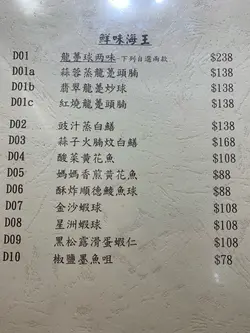 鮮味海王
D01 龍躉球两味-下列自選兩款 $238
D01a 蒜蓉蒸龍躉頭腩 $138
D01b 翡翠龍躉炒球 $138
D01c 紅燒龍躉頭腩 $138
D02 豉汁蒸白鱔 $138
D03 蒜子火腩炆白鱔 $168
D04 酸菜黃花魚 $108
D05 媽媽香煎黃花魚 $88
D06 酥炸順德鯪魚球 $88
D07 金沙蝦球 $108
D08 星洲蝦球 $108
D09 黑松露滑蛋蝦仁 $108
D10 椒鹽墨魚咀 $78